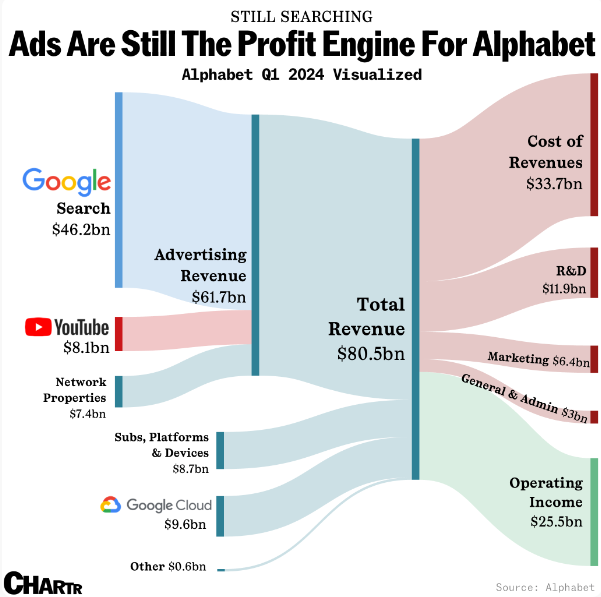 STILL SEARCHING
Ads Are Still The Profit Engine For Alphabet
Alphabet Q1 2024 Visualized
Google
Search
$46.2bn
YouTube
$8.1bn
Network
Properties
$7.4bn
Advertising
Revenue
$61.7bn
Subs, Platforms
& Devices
$8.7bn
Google Cloud
$9.6bn
Other $0.6bn
Total
Revenue
$80.5bn
Cost of
Revenues
$33.7bn
R&D
$11.9bn
Marketing $6.4bn
General & Admin $3bn
Operating
Income
$25.5bn
CHARTR
Source: Alphabet